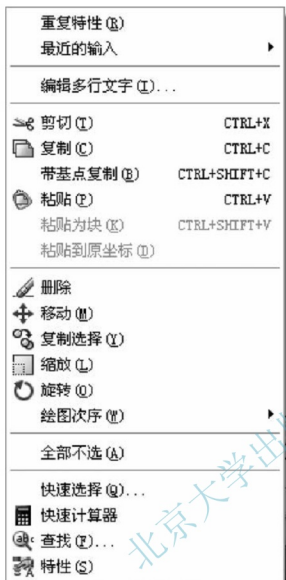 重复特性(R)
最近的输入
编辑多行文字(I)...
剪切(T) CTRL+X
复制(C) CTRL+C
带基点复制(B) CTRL+SHIFT+C
粘贴(P) CTRL+V
粘贴为块(K) CTRL+SHIFT+V
粘贴到原坐标(D)
删除
移动(M)
复制选择(Y)
缩放(L)
旋转(O)
绘图次序(W)
全部不选(A)
快速选择(Q)...
快速计算器
查找(F)...
特性(S)
北京大学出